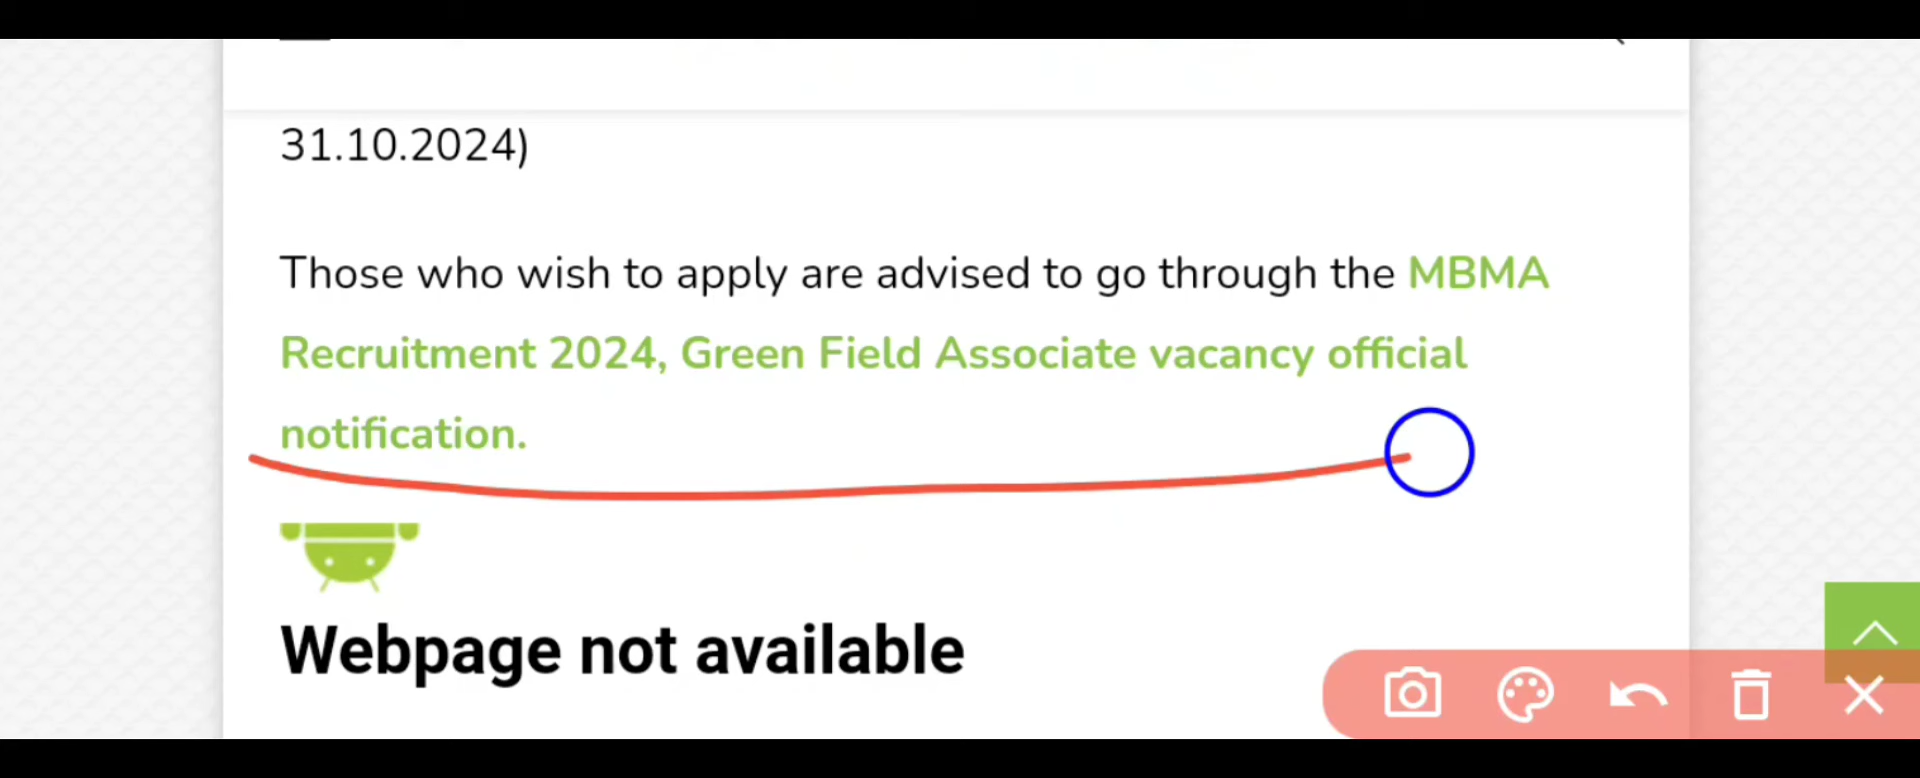 31.10.2024)
Those who wish to apply are advised to go through the MBMA
Recruitment 2024, Green Field Associate vacancy official
notification.
Webpage not available